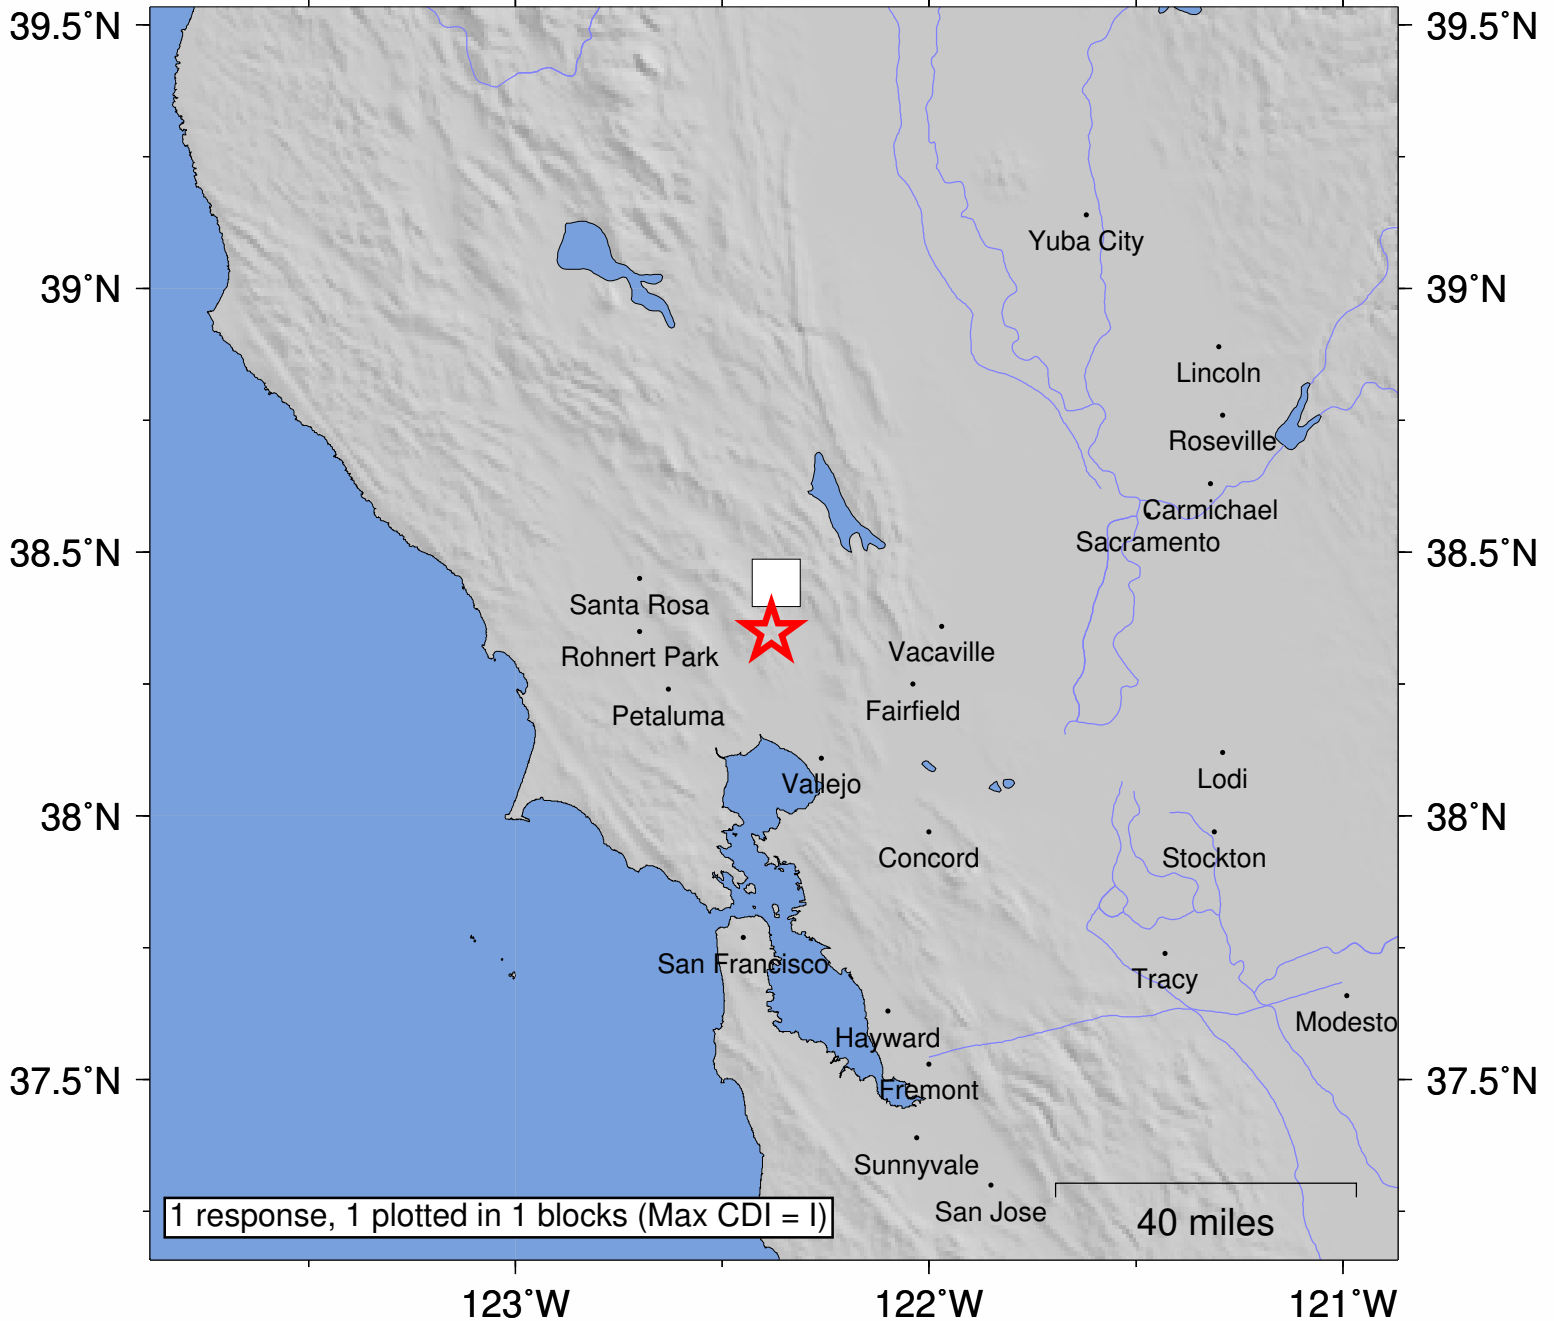 39.5˚N 39.5˚N
Yuba City
39˚N 39˚N
Lincoln
Roseville
Carmichael
Sacramento
38.5˚N 38.5˚N
Santa Rosa
Rohnert Park
Vacaville
Petaluma
Fairfield
Vallejo
Lodi
38˚N 38˚N
Concord
Stockton
San Francisco
Tracy
Modesto
Hayward
37.5˚N 37.5˚N
Fremont
Sunnyvale
San Jose
1 response, 1 plotted in 1 blocks (Max CDI = I)
40 miles
123˚W 122˚W 121˚W